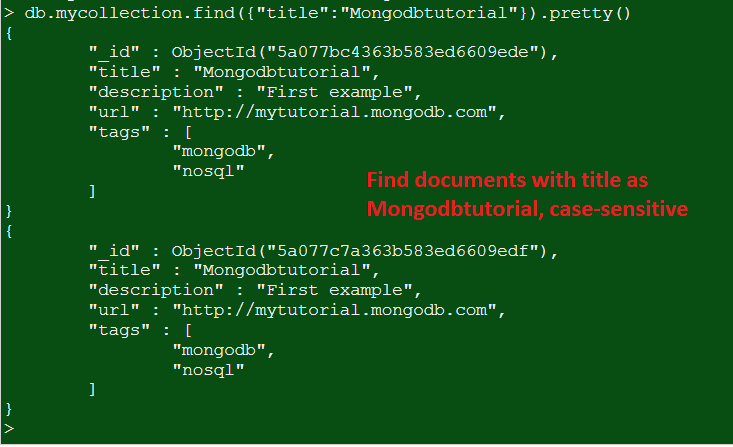 > db.mycollection.find({"title":"Mongodbtutorial"}).pretty()
{
        "_id" : ObjectId("5a077bc4363b583ed6609ede"),
        "title" : "Mongodbtutorial",
        "description" : "First example",
        "url" : "http://mytutorial.mongodb.com",
        "tags" : [
                "mongodb",
                "nosql"
        ]
}
Find documents with title as
Mongodbtutorial, case-sensitive
{
        "_id" : ObjectId("5a077c7a363b583ed6609edf"),
        "title" : "Mongodbtutorial",
        "description" : "First example",
        "url" : "http://mytutorial.mongodb.com",
        "tags" : [
                "mongodb",
                "nosql"
        ]
}
>